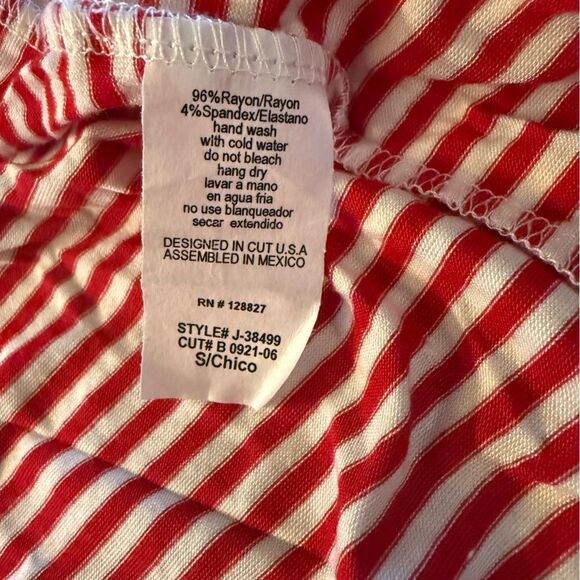 96%Rayon/Rayon
4%Spandex/Elastano
hand wash
with cold water
do not bleach
hang dry
lavar a mano
en agua fria
no use blanqueador
secar extendido
DESIGNED IN CUT U.S.A
ASSEMBLED IN MEXICO
RN # 128827
STYLE# J-38499
CUT# B 0921-06
S/Chico